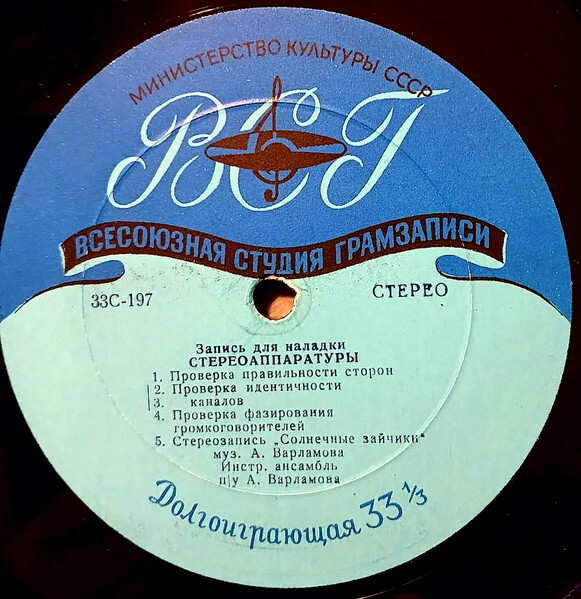 МИНИСТЕРСТВО КУЛЬТУРЫ СССР
ВСГ
ВСЕСОЮЗНАЯ СТУДИЯ ГРАМЗАПИСИ
33С-197
СТЕРЕО
Запись для наладки
СТЕРЕОАППАРАТУРЫ
1. Проверка правильности сторон
2. Проверка идентичности
3. каналов
4. Проверка фазирования
громкоговорителей
5. Стереозапись „Солнечные зайчики“
муз. А. Варламова
Инстр. ансамбль
п/у А. Варламова
Долгоиграющая 33 1/3